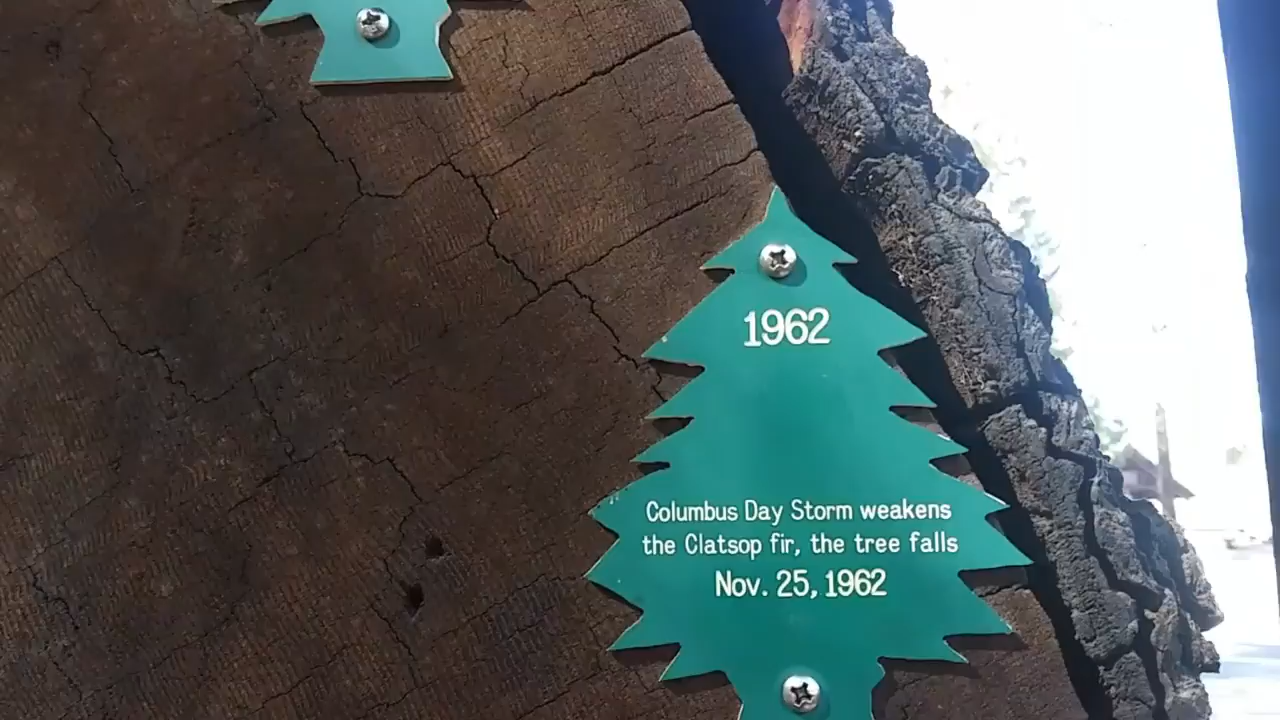 1962
Columbus Day Storm weakens
the Clatsop fir, the tree falls
Nov. 25, 1962